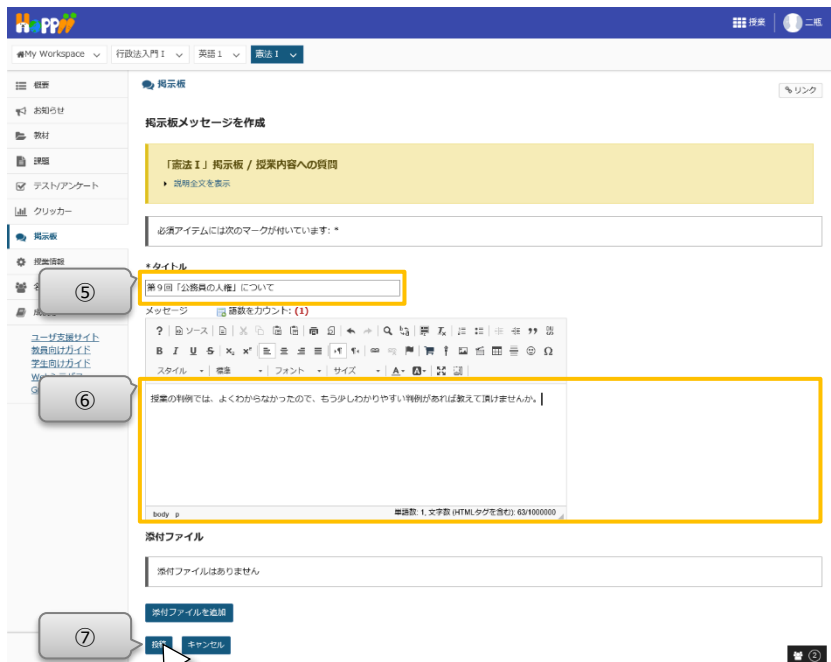 Hoppii
授業
二瓶
My Workspace
行政法入門Ⅰ
英語1
憲法Ⅰ
概要
お知らせ
教材
課題
テスト/アンケート
クリッカー
掲示板
授業情報
ユーザ支援サイト
教員向けガイド
学生向けガイド
掲示板
リンク
掲示板メッセージを作成
「憲法Ⅰ」掲示板 / 授業内容への質問
説明全文を表示
必須アイテムには次のマークが付いています: *
*タイトル
⑤
第9回「公務員の人権」について
メッセージ 語数をカウント: (1)
ソース
B I U S
スタイル 標準 フォント サイズ
⑥
授業の判例では、よくわからなかったので、もう少しわかりやすい判例があれば教えて頂けませんか。
body p
単語数: 1, 文字数 (HTMLタグを含む): 63/1000000
添付ファイル
添付ファイルはありません
添付ファイルを追加
⑦
投稿 キャンセル
②